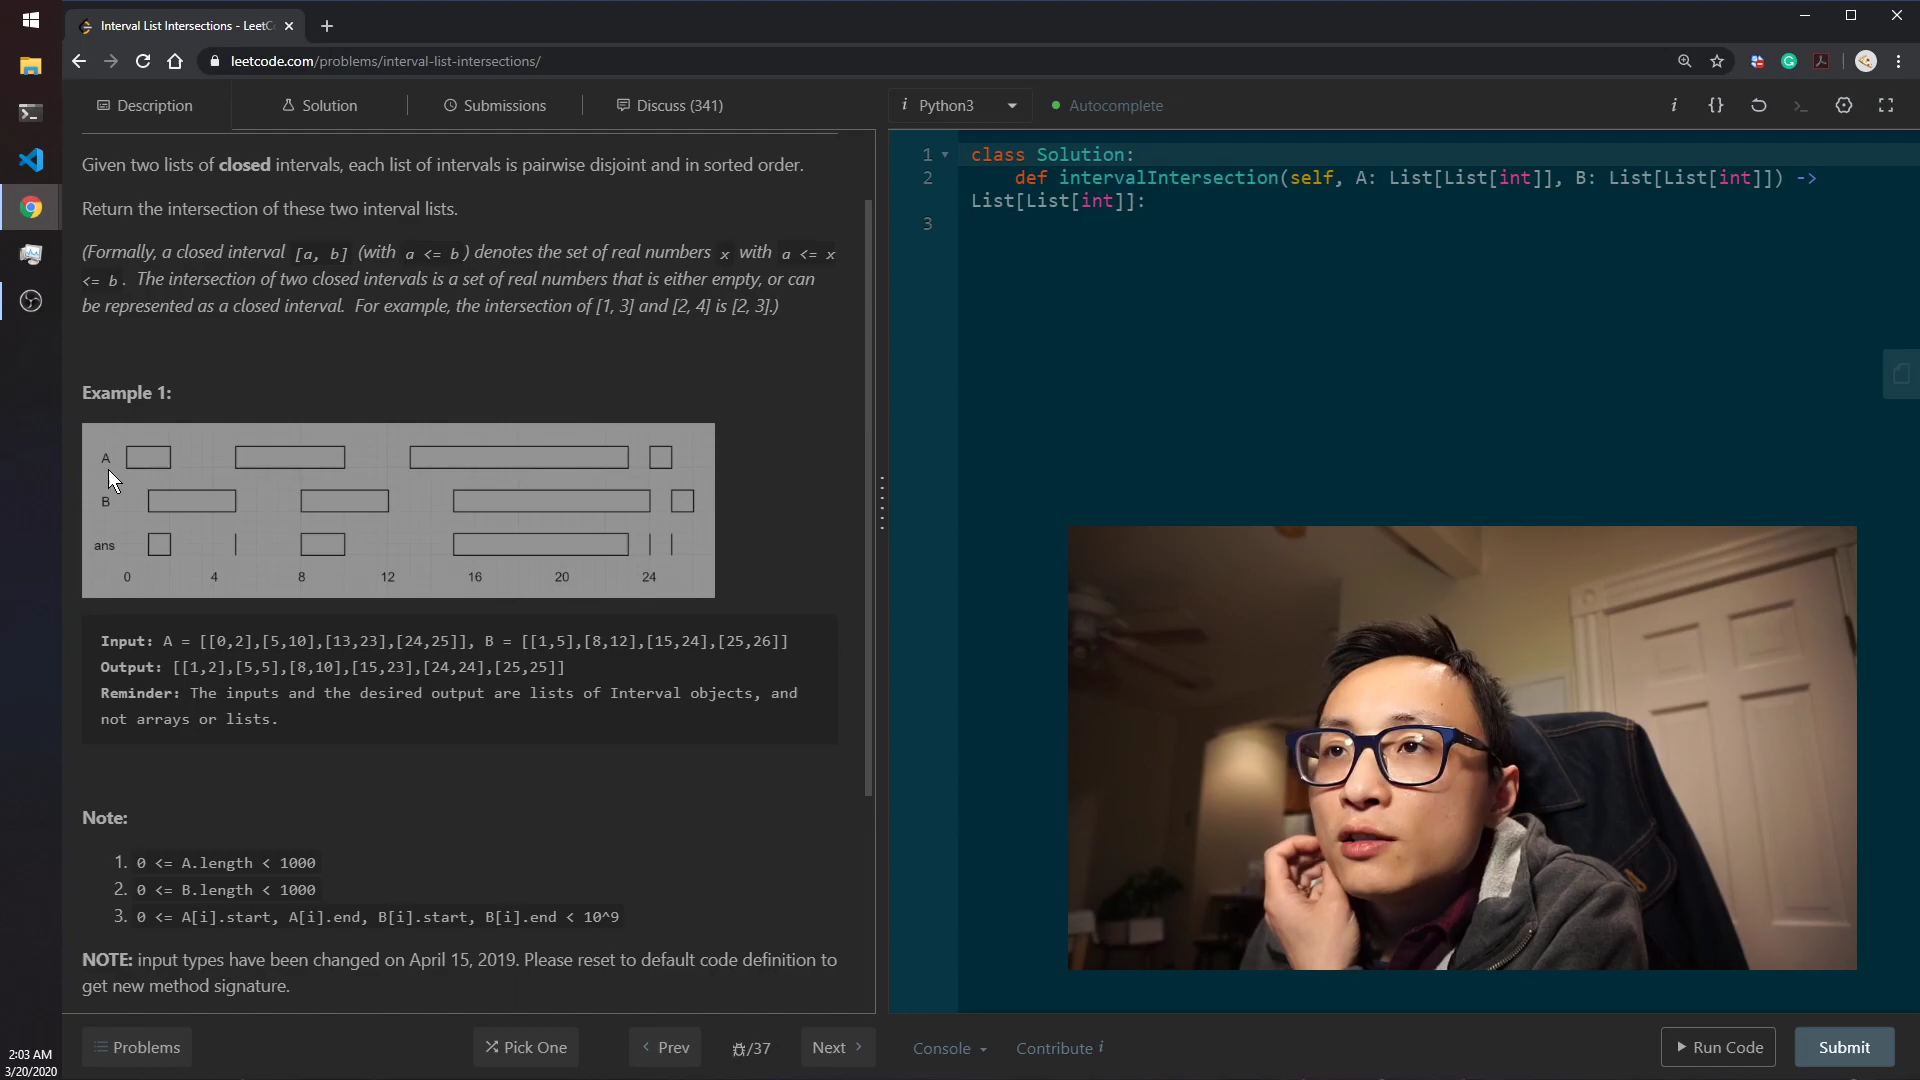 Interval List Intersections - LeetC
leetcode.com/problems/interval-list-intersections/
Description
Solution
Submissions
Discuss (341)
i Python3
Autocomplete
i {}
Given two lists of closed intervals, each list of intervals is pairwise disjoint and in sorted order.
Return the intersection of these two interval lists.
(Formally, a closed interval [a, b] (with a <= b) denotes the set of real numbers x with a <= x
<= b. The intersection of two closed intervals is a set of real numbers that is either empty, or can
be represented as a closed interval. For example, the intersection of [1, 3] and [2, 4] is [2, 3].)
Example 1:
A
B
ans
0 4 8 12 16 20 24
Input: A = [[0,2],[5,10],[13,23],[24,25]], B = [[1,5],[8,12],[15,24],[25,26]]
Output: [[1,2],[5,5],[8,10],[15,23],[24,24],[25,25]]
Reminder: The inputs and the desired output are lists of Interval objects, and
not arrays or lists.
Note:
1. 0 <= A.length < 1000
2. 0 <= B.length < 1000
3. 0 <= A[i].start, A[i].end, B[i].start, B[i].end < 10^9
NOTE: input types have been changed on April 15, 2019. Please reset to default code definition to
get new method signature.
1 class Solution:
2 def intervalIntersection(self, A: List[List[int]], B: List[List[int]]) ->
List[List[int]]:
3
Problems
Pick One
< Prev
/37
Next >
Console
Contribute i
Run Code
Submit
2:03 AM
3/20/2020